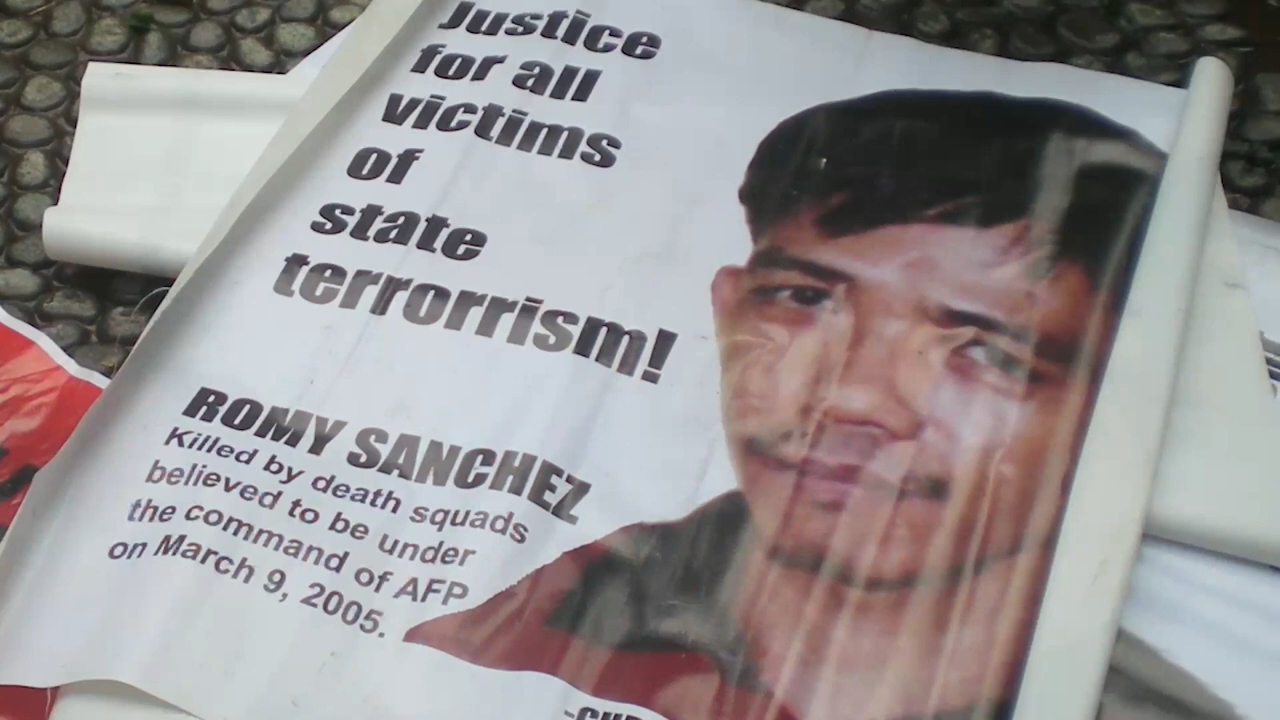 Justice
for all
victims
of
state
terrorrism!
ROMY SANCHEZ
Killed by death squads
believed to be under
the command of AFP
on March 9, 2005.